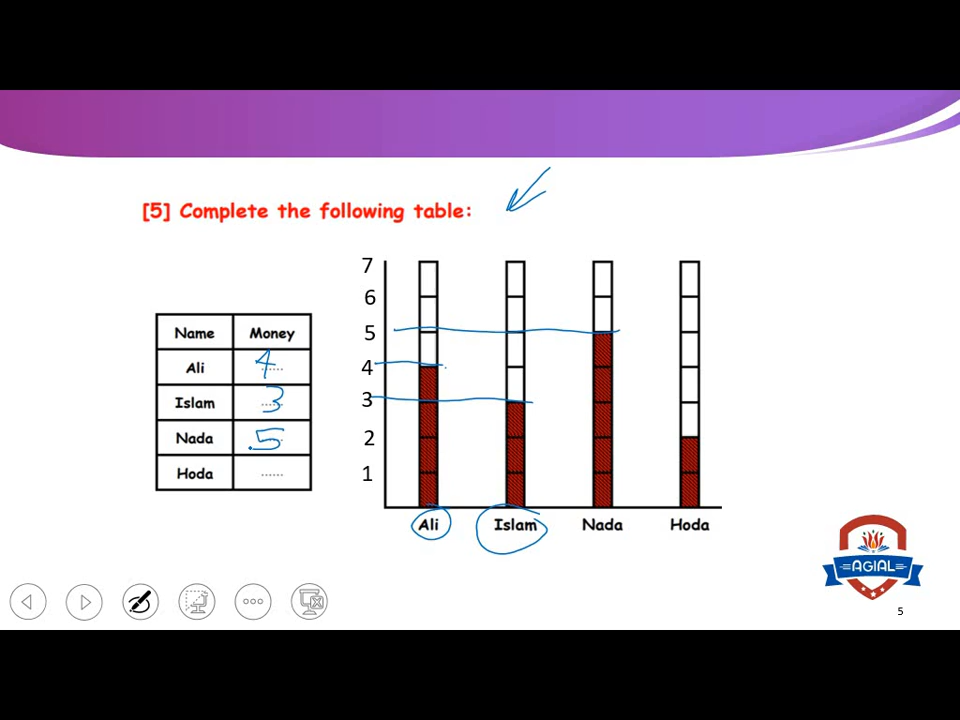 [5] Complete the following table:
Name Money
Ali 4
Islam 3
Nada 5
Hoda ......
7
6
5
4
3
2
1
Ali Islam Nada Hoda
AGIAL
5